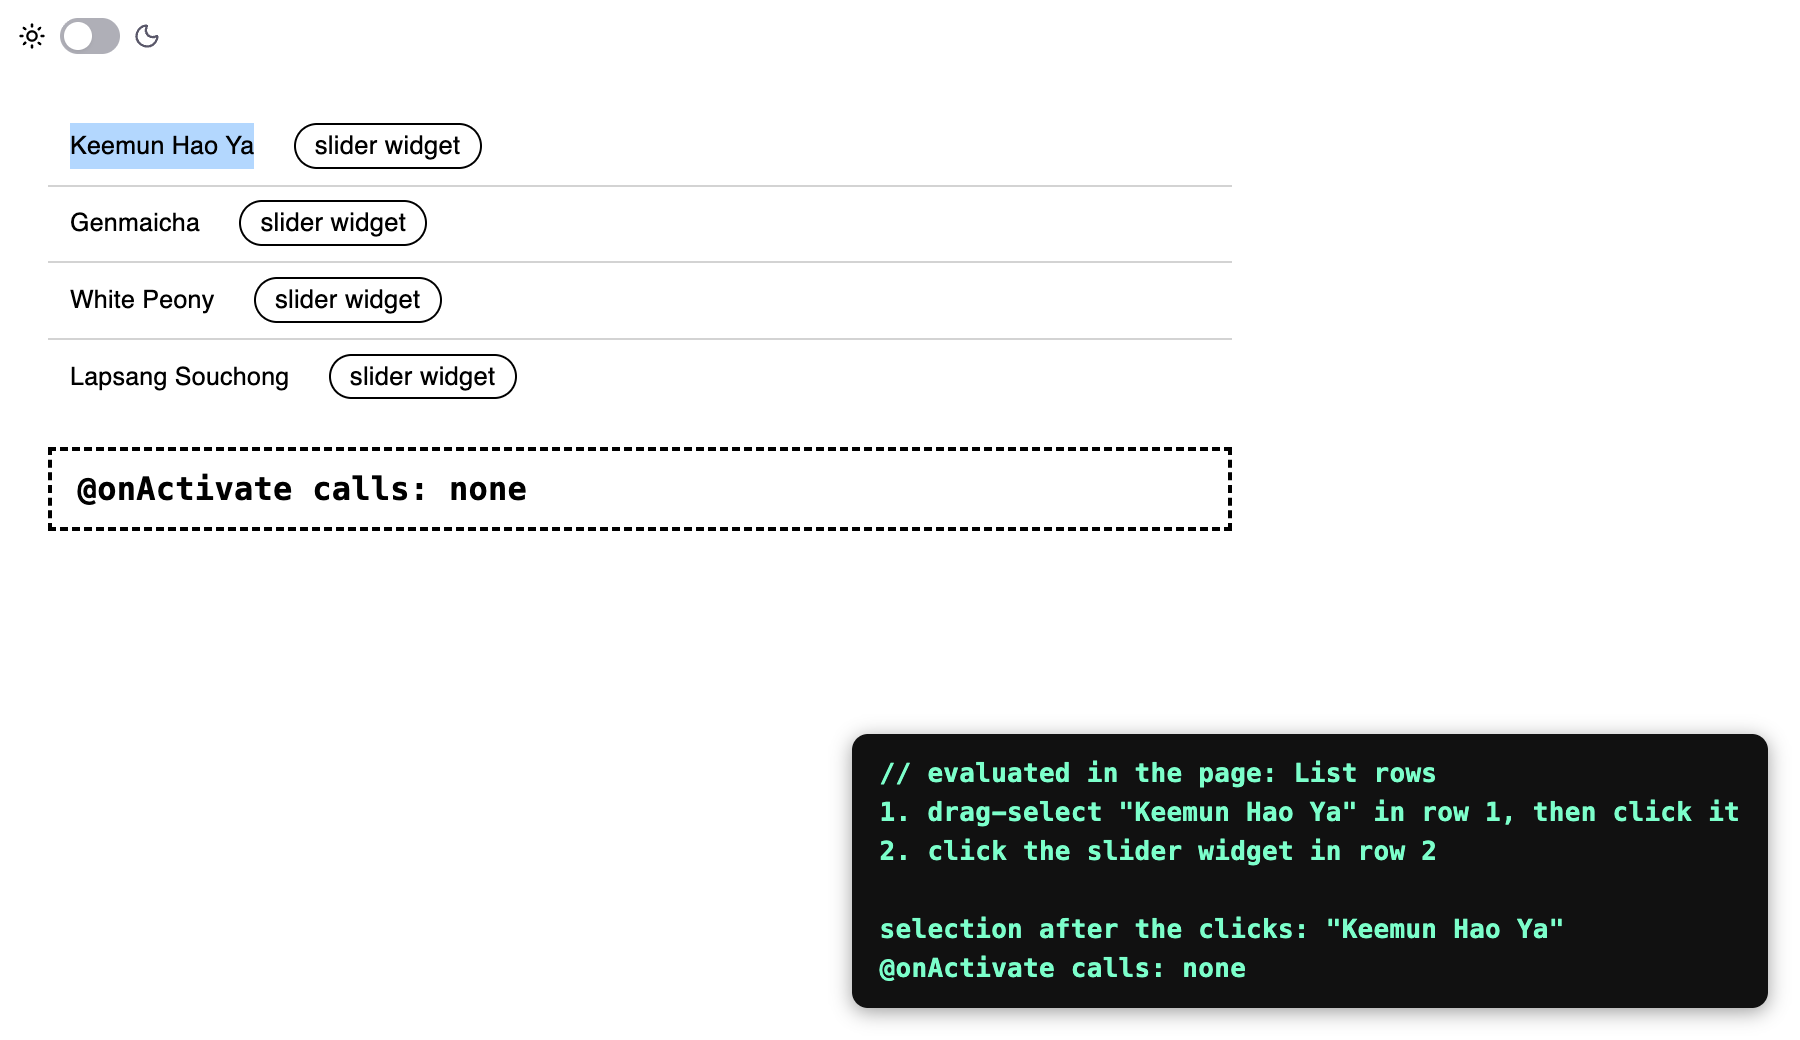 Keemun Hao Ya slider widget
Genmaicha slider widget
White Peony slider widget
Lapsang Souchong slider widget
@onActivate calls: none
// evaluated in the page: List rows
1. drag-select "Keemun Hao Ya" in row 1, then click it
2. click the slider widget in row 2
selection after the clicks: "Keemun Hao Ya"
@onActivate calls: none